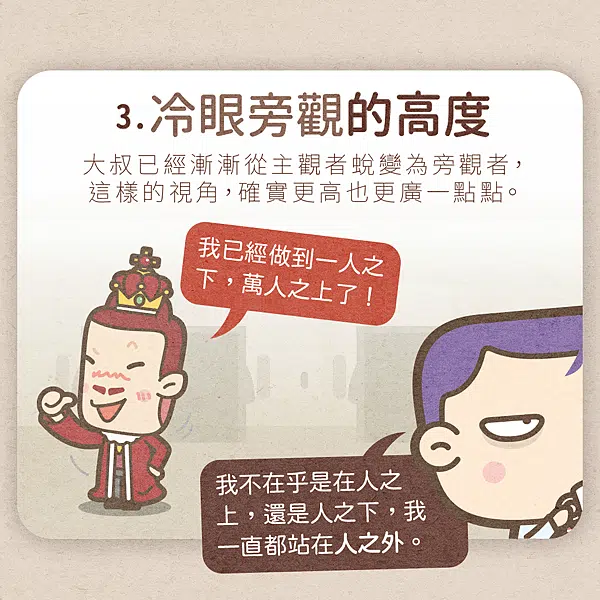 3.冷眼旁觀的高度
大叔已經漸漸從主觀者蛻變為旁觀者，
這樣的視角，確實更高也更廣一點點。
我已經做到一人之
下，萬人之上了！
我不在乎是在人之
上，還是人之下，我
一直都站在人之外。